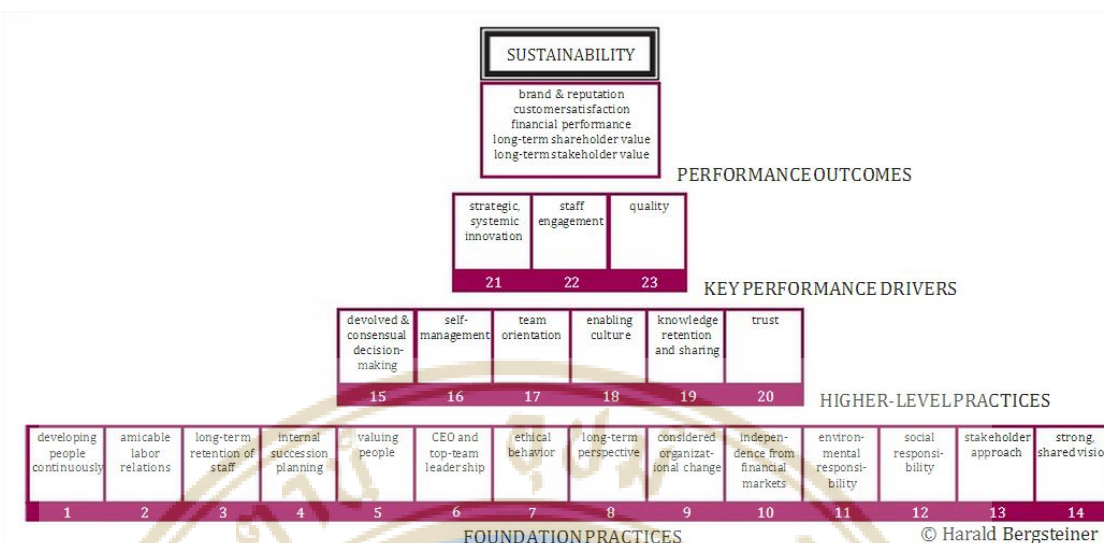 SUSTAINABILITY
brand & reputation
customersatisfaction
financial performance
long-term shareholder value
long-term stakeholder value
PERFORMANCE OUTCOMES
strategic,
systemic
innovation
21
staff
engagement
22
quality
23
KEY PERFORMANCE DRIVERS
devolved &
consensual
decision-
making
15
self-
management
16
team
orientation
17
enabling
culture
18
knowledge
retention
and sharing
19
trust
20
HIGHER-LEVEL PRACTICES
developing
people
continuously
1
amicable
labor
relations
2
long-term
retention of
staff
3
internal
succession
planning
4
valuing
people
5
CEO and
top-team
leadership
6
ethical
behavior
7
long-term
perspective
8
considered
organizat-
ional change
9
indepen-
dence from
financial
markets
10
environ-
mental
responsi-
bility
11
social
responsi-
bility
12
stakeholder
approach
13
strong,
shared visio
14
FOUNDATION PRACTICES
© Harald Bergsteiner